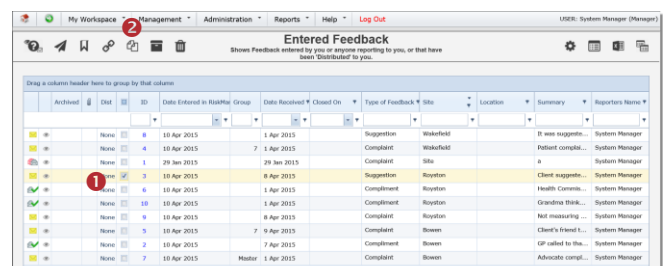 My Workspace Management Administration Reports Help Log Out USER: System Manager (Manager)
2
Entered Feedback
Shows Feedback entered by you or anyone reporting to you, or that have
been 'Distributed' to you.
Drag a column header here to group by that column
Archived Dist ID Date Entered in RiskMan Group Date Received Closed On Type of Feedback Site Location Summary Reporters Name
None 8 10 Apr 2015 1 Apr 2015 Suggestion Wakefield It was suggeste... System Manager
None 4 10 Apr 2015 7 1 Apr 2015 Complaint Wakefield Patient complai... System Manager
None 1 29 Jan 2015 29 Jan 2015 Complaint Site a System Manager
1 None 3 10 Apr 2015 8 Apr 2015 Suggestion Royston Client suggeste... System Manager
None 6 10 Apr 2015 1 Apr 2015 Compliment Royston Health Commis... System Manager
None 10 10 Apr 2015 1 Apr 2015 Compliment Royston Grandma think... System Manager
None 9 10 Apr 2015 8 Apr 2015 Complaint Royston Not measuring ... System Manager
None 5 10 Apr 2015 7 9 Apr 2015 Complaint Bowen Client's friend t... System Manager
None 2 10 Apr 2015 7 Apr 2015 Compliment Bowen GP called to tha... System Manager
None 7 10 Apr 2015 Master 1 Apr 2015 Complaint Bowen Advocate compl... System Manager